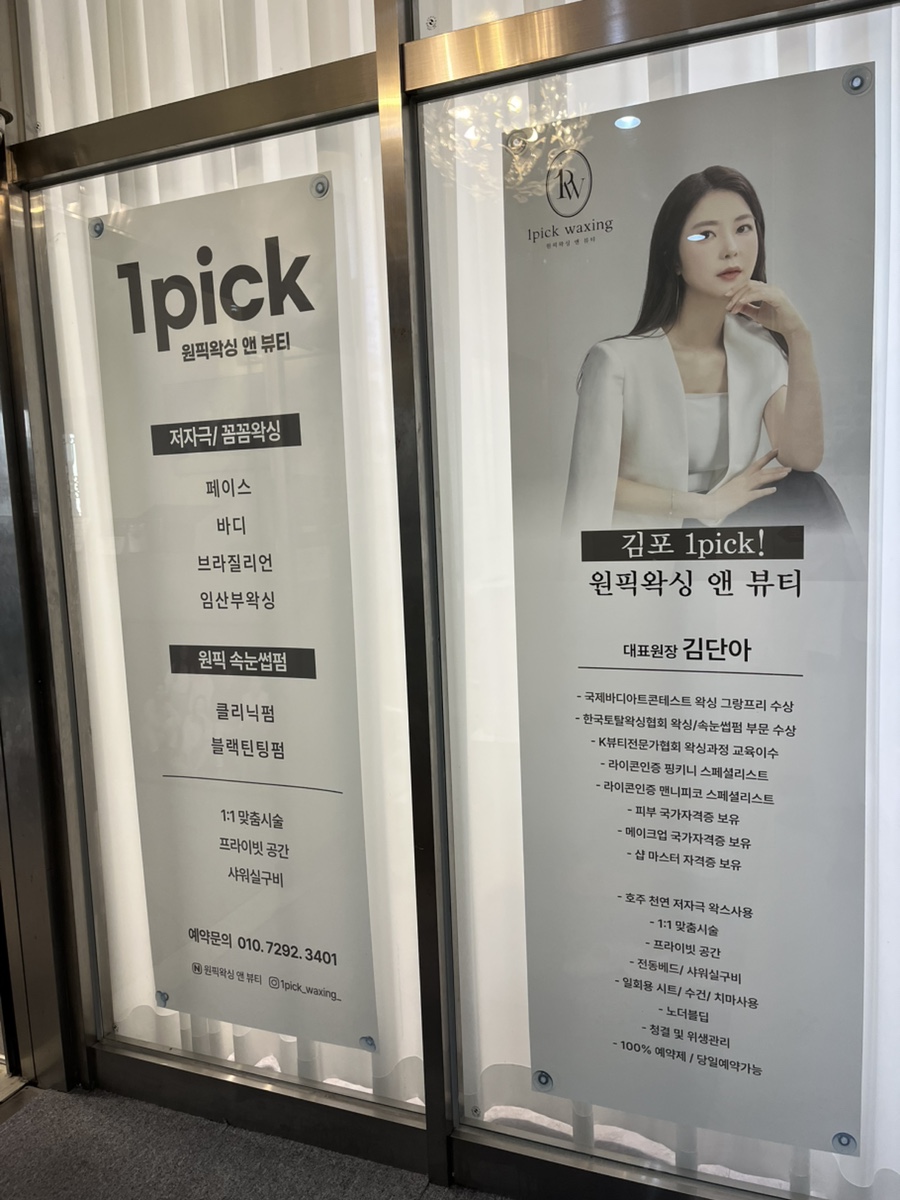 1pick
원픽왁싱 앤 뷰티
저자극/ 꼼꼼왁싱
페이스
바디
브라질리언
임산부왁싱
원픽 속눈썹펌
클리닉펌
블랙틴팅펌
1:1 맞춤시술
프라이빗 공간
샤워실구비
예약문의 010. 7292. 3401
N 원픽왁싱 앤 뷰티 1pick_waxing_
1PW
1pick waxing
원픽왁싱 앤 뷰티
김포 1pick!
원픽왁싱 앤 뷰티
대표원장 김단아
- 국제바디아트콘테스트 왁싱 그랑프리 수상
- 한국토탈왁싱협회 왁싱/속눈썹펌 부문 수상
- K뷰티전문가협회 왁싱과정 교육이수
- 라이콘인증 핑키니 스페셜리스트
- 라이콘인증 맨니피코 스페셜리스트
- 피부 국가자격증 보유
- 메이크업 국가자격증 보유
- 샵 마스터 자격증 보유
- 호주 천연 저자극 왁스사용
- 1:1 맞춤시술
- 프라이빗 공간
- 전동베드/ 샤워실구비
- 일회용 시트/ 수건/ 치마사용
- 노더블딥
- 청결 및 위생관리
- 100% 예약제 / 당일예약가능